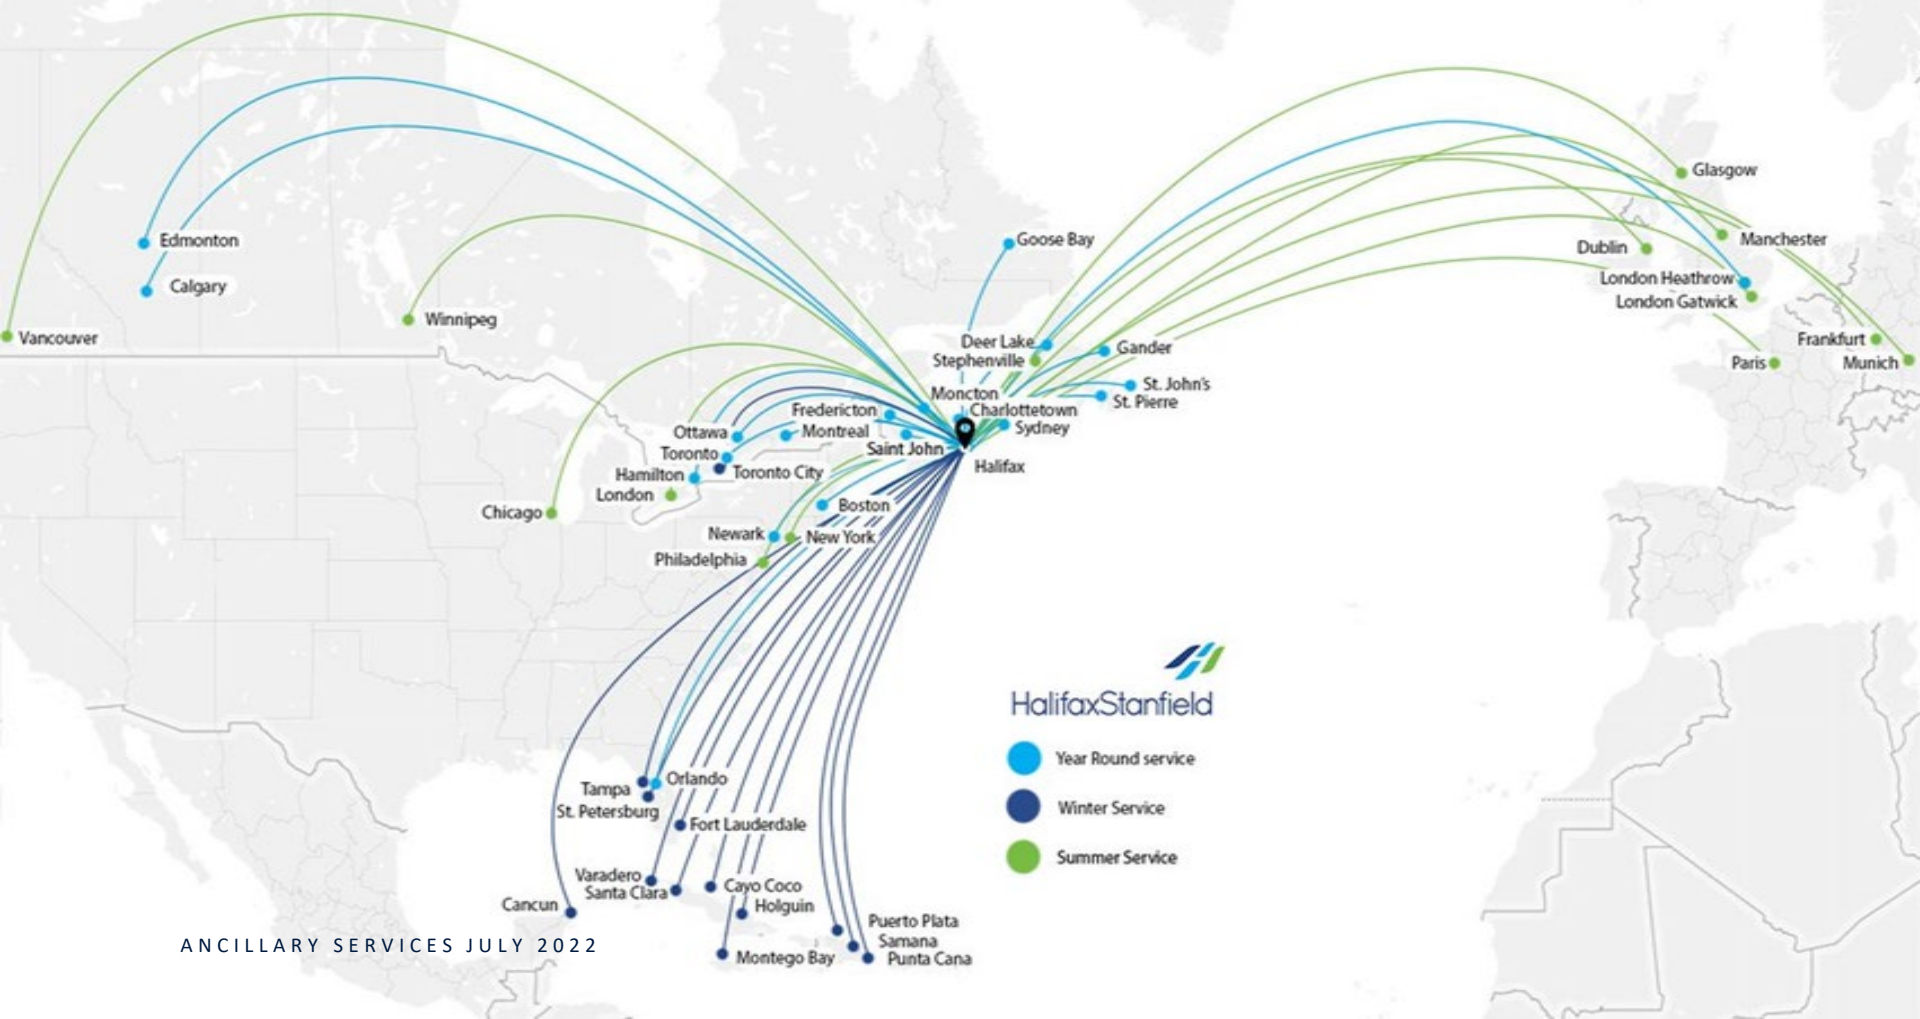 Glasgow
Edmonton
Goose Bay
Manchester
Dublin
Calgary
London Heathrow
London Gatwick
Winnipeg
Vancouver
Deer Lake
Gander
Frankfurt
Stephenville
Paris
Munich
St. John's
Moncton
St. Pierre
Fredericton
Charlottetown
Ottawa
Montreal
Sydney
Saint John
Toronto
Halifax
Toronto City
Hamilton
London
Boston
Chicago
Newark
New York
Philadelphia
HalifaxStanfield
Year Round service
Orlando
Tampa
Winter Service
St. Petersburg
Fort Lauderdale
Summer Service
Varadero
Cayo Coco
Santa Clara
Cancun
Holguin
Puerto Plata
Samana
ANCILLARY SERVICES JULY 2022
Montego Bay
Punta Cana